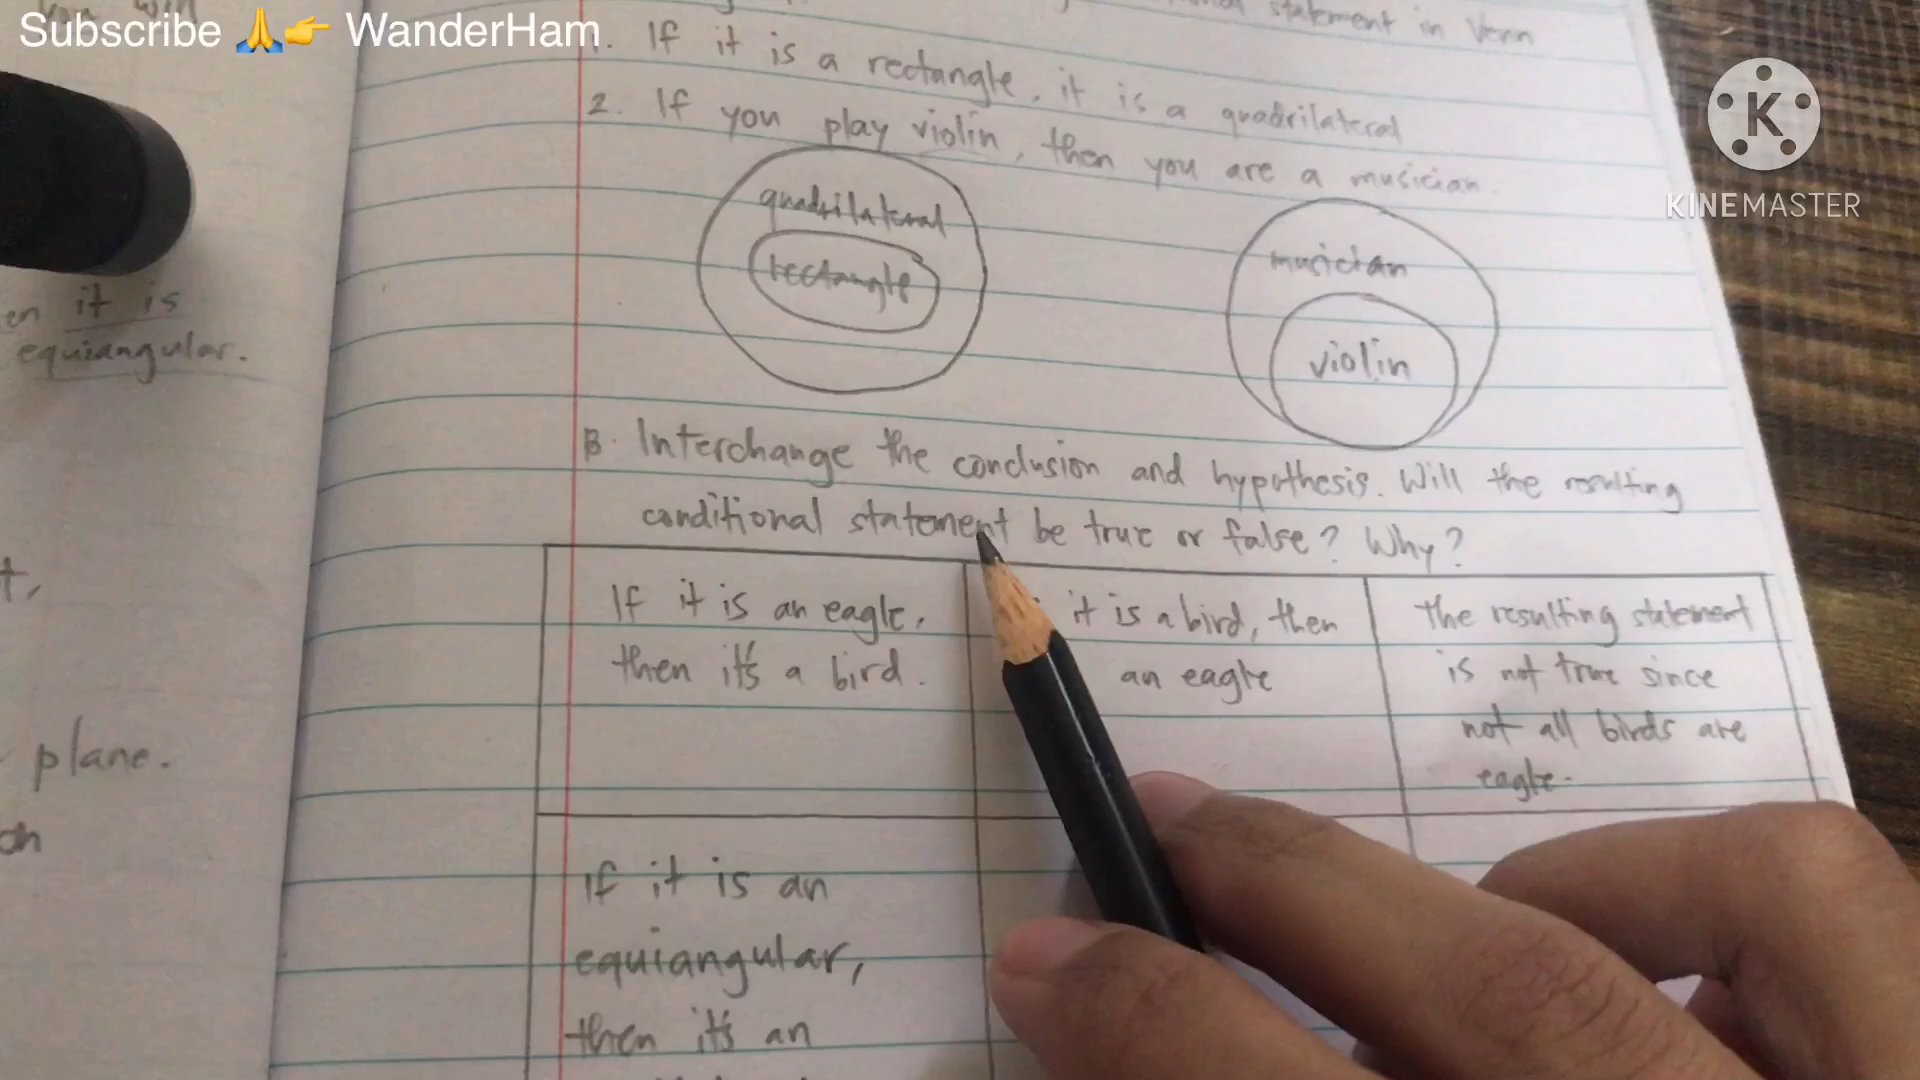 Subscribe 🙏👉 WanderHam
statement in Venn
1. If it is a rectangle, it is a quadrilateral
2. If you play violin, then you are a musician.
K
KINEMASTER
quadrilateral
rectangle
musician
violin
en it is
equiangular.
B. Interchange the conclusion and hypothesis. Will the resulting
conditional statement be true or false? Why?
If it is an eagle,
then it's a bird.
it is a bird, then
an eagle
The resulting statement
is not true since
not all birds are
eagle.
plane.
If it is an
equiangular,
then it's an